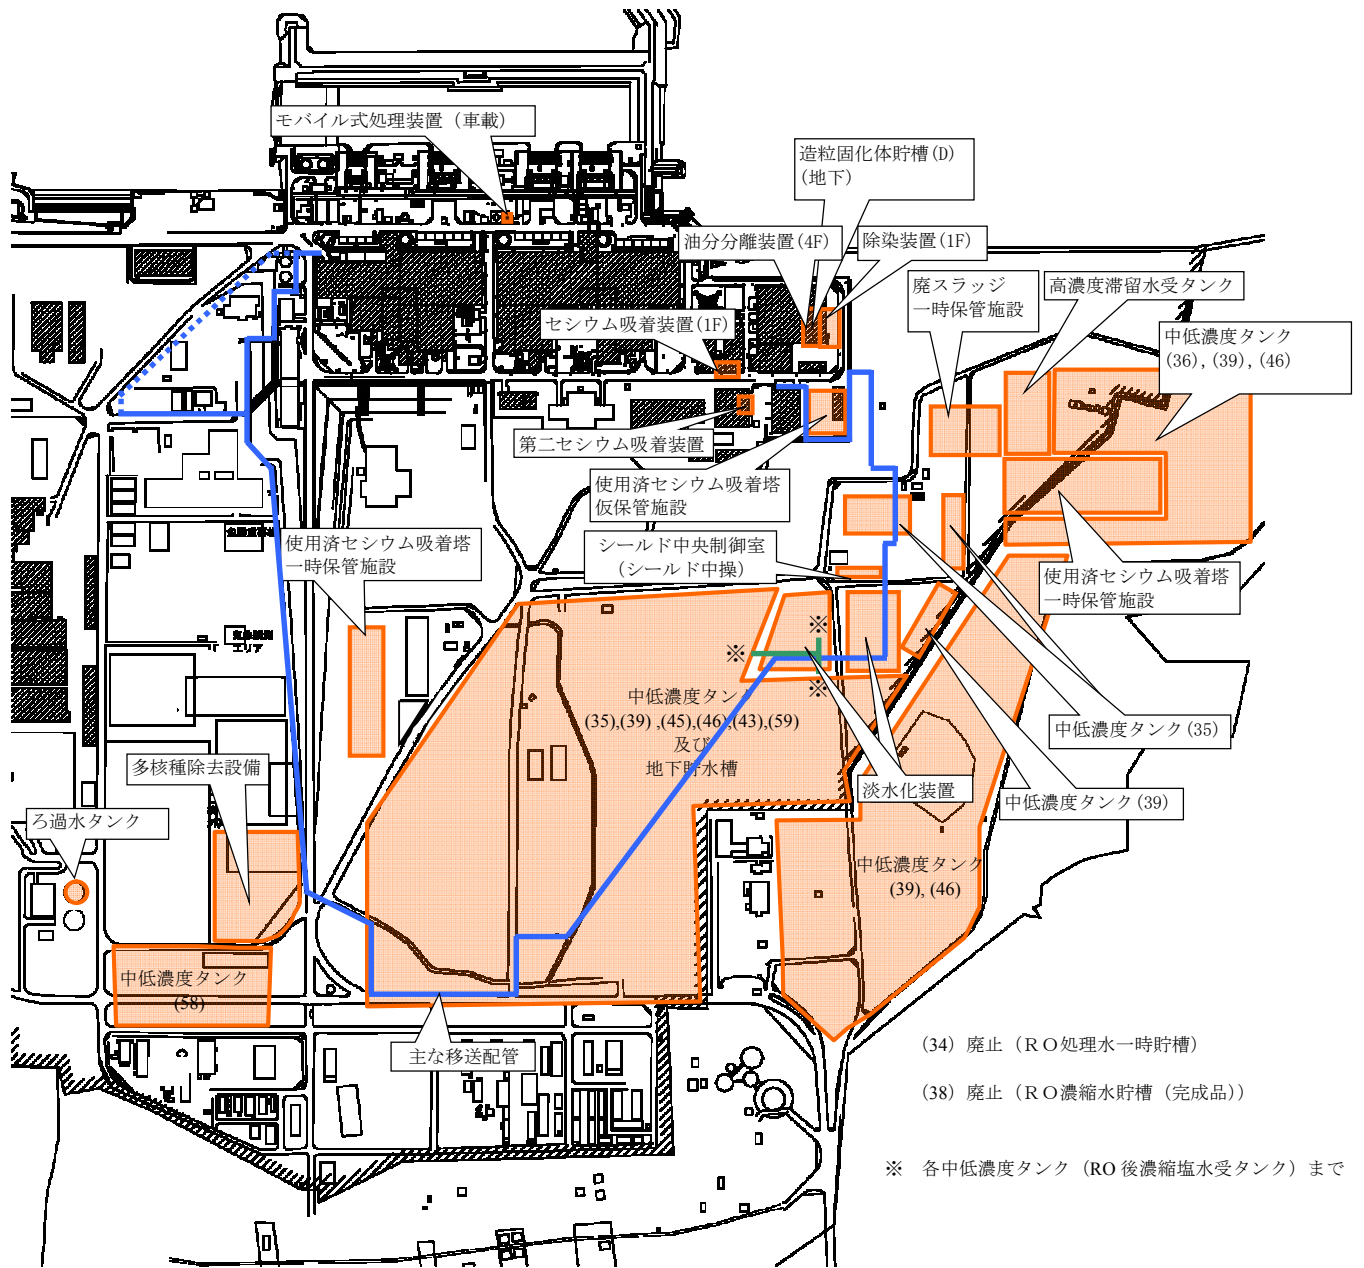 モバイル式処理装置（車載）
造粒固化体貯槽(D)
(地下)
油分分離装置(4F)
除染装置(1F)
廃スラッジ
一時保管施設
高濃度滞留水受タンク
セシウム吸着装置(1F)
中低濃度タンク
(36), (39), (46)
第二セシウム吸着装置
使用済セシウム吸着塔
仮保管施設
シールド中央制御室
（シールド中操）
使用済セシウム吸着塔
一時保管施設
使用済セシウム吸着塔
一時保管施設
エリア
※
※
※
中低濃度タンク
(35),(39) ,(45),(46),(43),(59)
及び
地下貯水槽
中低濃度タンク(35)
多核種除去設備
淡水化装置
中低濃度タンク(39)
ろ過水タンク
中低濃度タンク
(39), (46)
中低濃度タンク
(58)
主な移送配管
（34）廃止（ＲＯ処理水一時貯槽）
（38）廃止（ＲＯ濃縮水貯槽（完成品））
※　各中低濃度タンク（RO 後濃縮塩水受タンク）まで